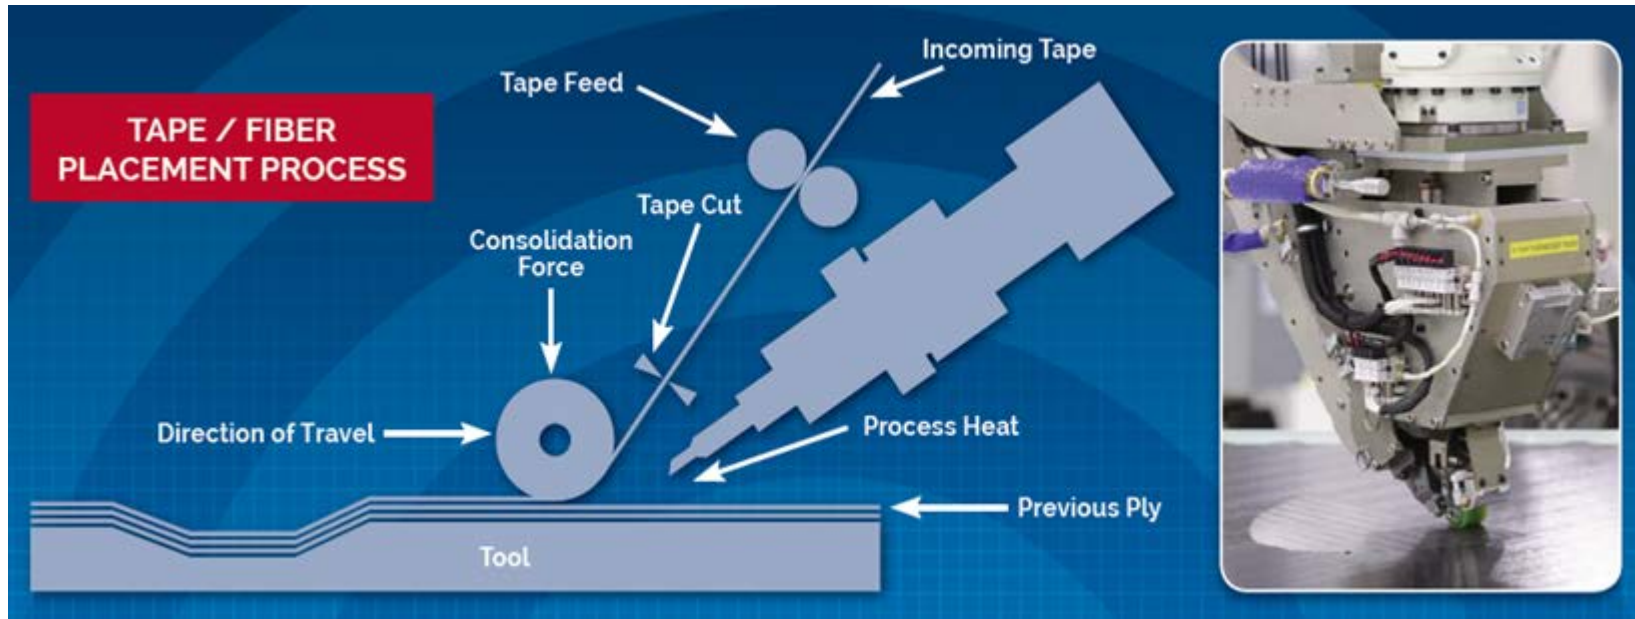 TAPE / FIBER
PLACEMENT PROCESS
Incoming Tape
Tape Feed
Tape Cut
Consolidation
Force
Direction of Travel
Process Heat
Previous Ply
Tool